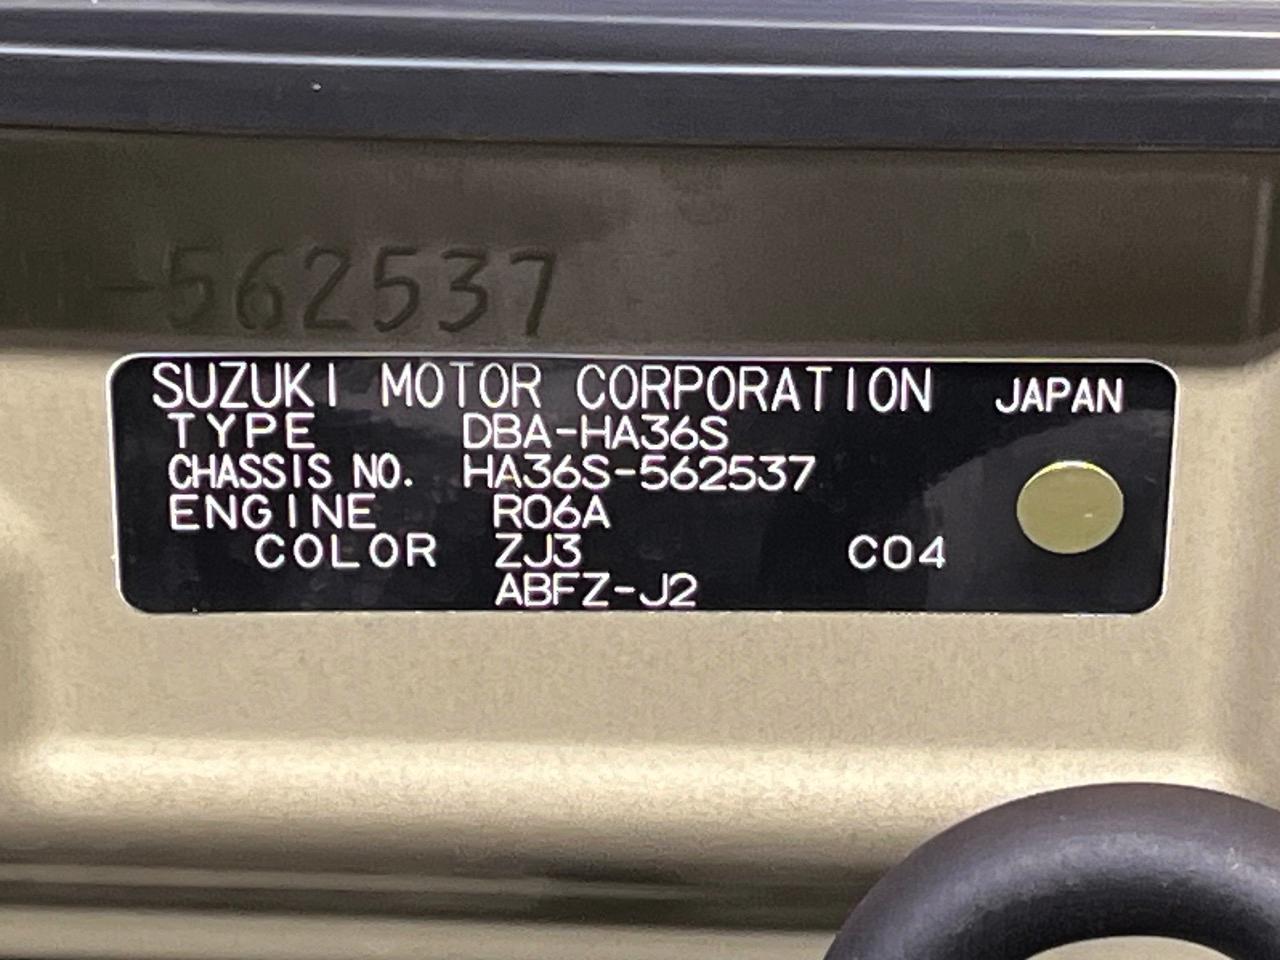 -562537
SUZUKI MOTOR CORPORATION JAPAN
TYPE DBA-HA36S
CHASSIS NO. HA36S-562537
ENGINE R06A
COLOR ZJ3 C04
ABFZ-J2